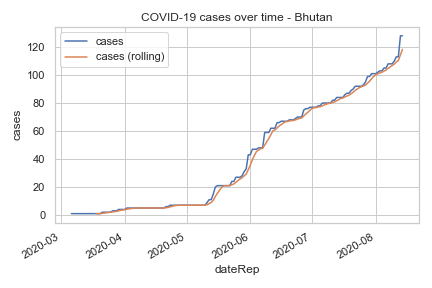 COVID-19 cases over time - Bhutan
cases
cases (rolling)
120
100
80
60
40
20
0
cases
2020-03
2020-04
2020-05
2020-06
2020-07
2020-08
dateRep